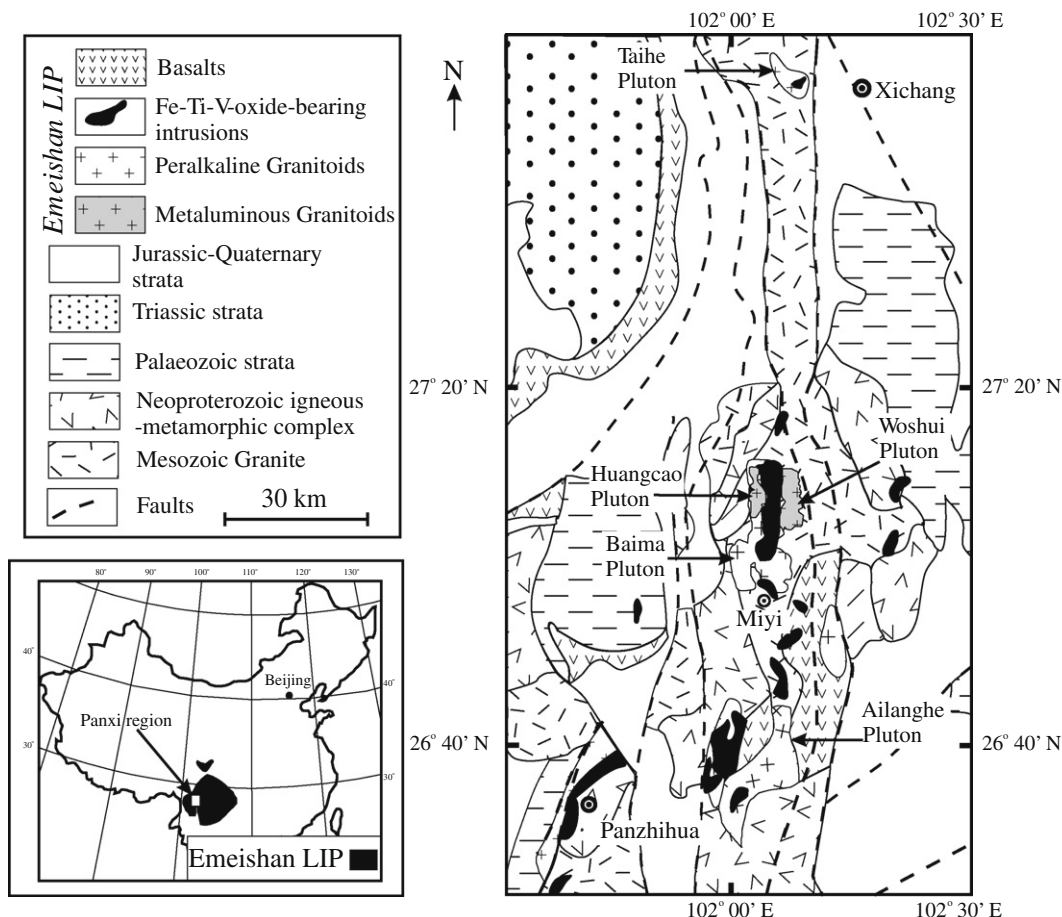 Emeishan LIP
Basalts
Fe-Ti-V-oxide-bearing
intrusions
Peralkaline Granitoids
Metaluminous Granitoids
Jurassic-Quaternary
strata
Triassic strata
Palaeozoic strata
Neoproterozoic igneous
-metamorphic complex
Mesozoic Granite
Faults
30 km
N
102° 00' E
102° 30' E
Taihe
Pluton
Xichang
27° 20' N
27° 20' N
Woshui
Pluton
Huangcao
Pluton
Baima
Pluton
Miyi
Ailanghe
Pluton
26° 40' N
26° 40' N
Panzhihua
102° 00' E
102° 30' E
80°
90°
100°
110°
120°
130°
40°
40°
Beijing
Panxi region
30°
30°
Emeishan LIP